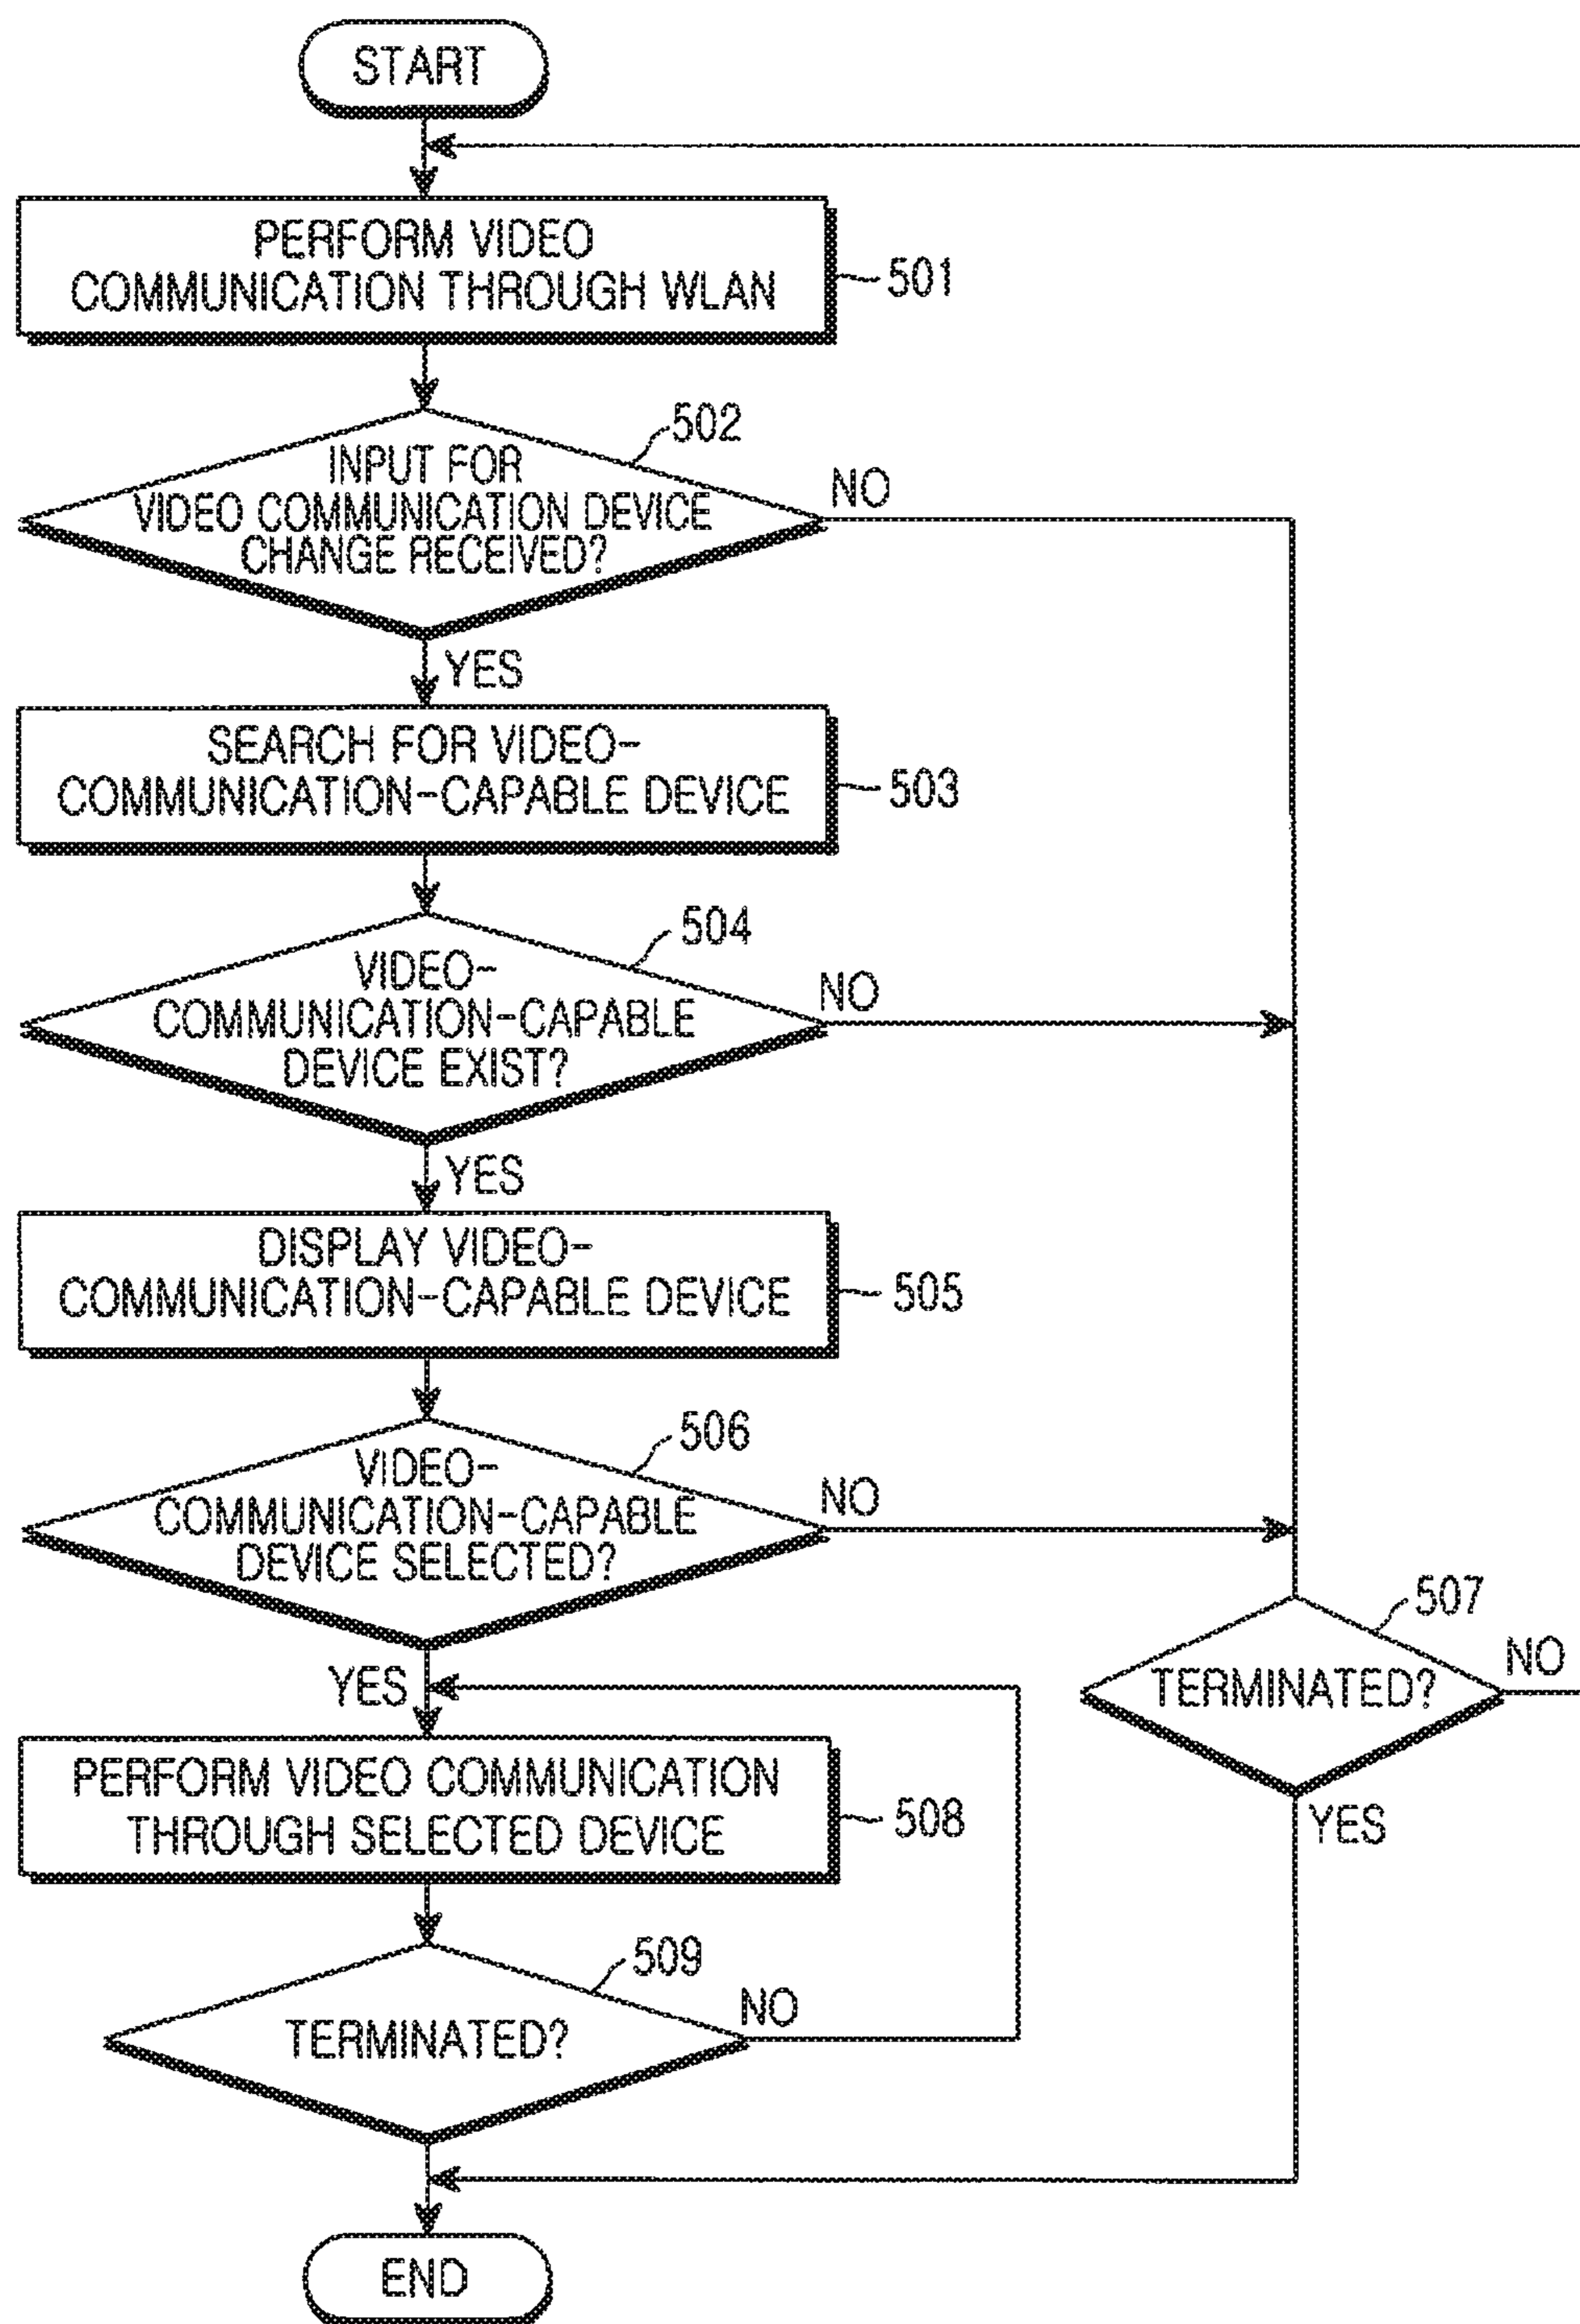 START
PERFORM VIDEO
COMMUNICATION THROUGH WLAN
501
502
INPUT FOR
VIDEO COMMUNICATION DEVICE
CHANGE RECEIVED?
NO
YES
SEARCH FOR VIDEO-
COMMUNICATION-CAPABLE DEVICE
503
504
VIDEO-
COMMUNICATION-CAPABLE
DEVICE EXIST?
NO
YES
DISPLAY VIDEO-
COMMUNICATION-CAPABLE DEVICE
505
506
VIDEO-
COMMUNICATION-CAPABLE
DEVICE SELECTED?
NO
507
TERMINATED?
NO
YES
YES
PERFORM VIDEO COMMUNICATION
THROUGH SELECTED DEVICE
508
509
TERMINATED?
NO
END